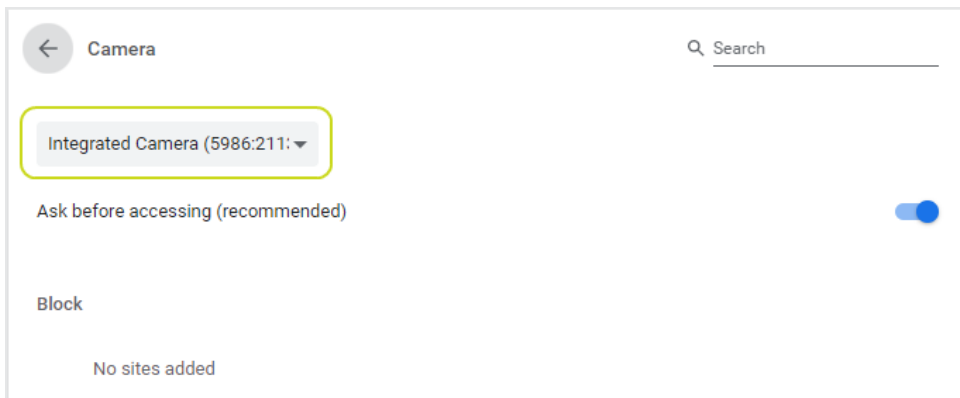 Camera
Search
Integrated Camera (5986:211
Ask before accessing (recommended)
Block
No sites added